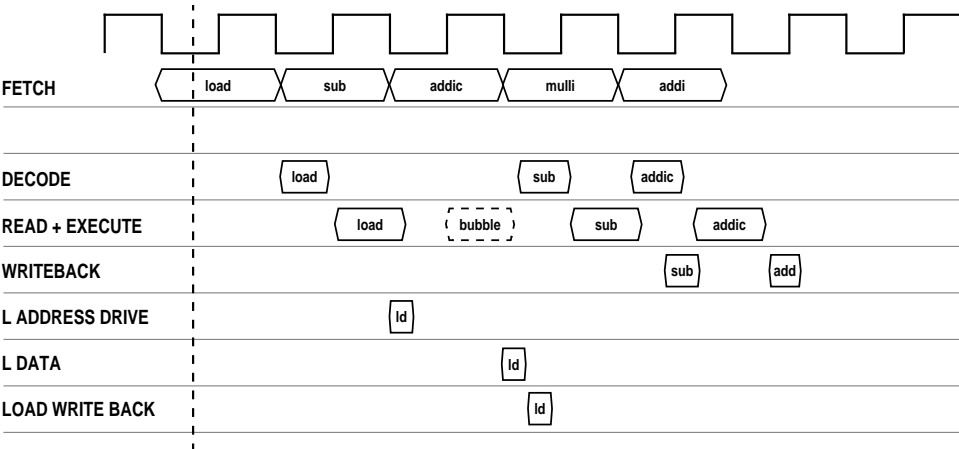 FETCH load sub addic mulli addi
DECODE load sub addic
READ + EXECUTE load bubble sub addic
WRITEBACK sub add
L ADDRESS DRIVE ld
L DATA ld
LOAD WRITE BACK ld